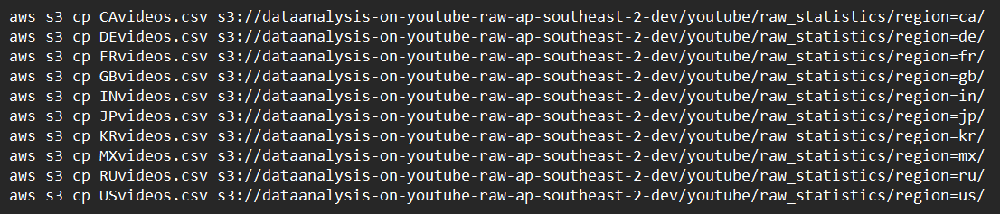 aws s3 cp CAvideos.csv s3://dataanalysis-on-youtube-raw-ap-southeast-2-dev/youtube/raw_statistics/region=ca/
aws s3 cp DEvideos.csv s3://dataanalysis-on-youtube-raw-ap-southeast-2-dev/youtube/raw_statistics/region=de/
aws s3 cp FRvideos.csv s3://dataanalysis-on-youtube-raw-ap-southeast-2-dev/youtube/raw_statistics/region=fr/
aws s3 cp GBvideos.csv s3://dataanalysis-on-youtube-raw-ap-southeast-2-dev/youtube/raw_statistics/region=gb/
aws s3 cp INvideos.csv s3://dataanalysis-on-youtube-raw-ap-southeast-2-dev/youtube/raw_statistics/region=in/
aws s3 cp JPvideos.csv s3://dataanalysis-on-youtube-raw-ap-southeast-2-dev/youtube/raw_statistics/region=jp/
aws s3 cp KRvideos.csv s3://dataanalysis-on-youtube-raw-ap-southeast-2-dev/youtube/raw_statistics/region=kr/
aws s3 cp MXvideos.csv s3://dataanalysis-on-youtube-raw-ap-southeast-2-dev/youtube/raw_statistics/region=mx/
aws s3 cp RUvideos.csv s3://dataanalysis-on-youtube-raw-ap-southeast-2-dev/youtube/raw_statistics/region=ru/
aws s3 cp USvideos.csv s3://dataanalysis-on-youtube-raw-ap-southeast-2-dev/youtube/raw_statistics/region=us/